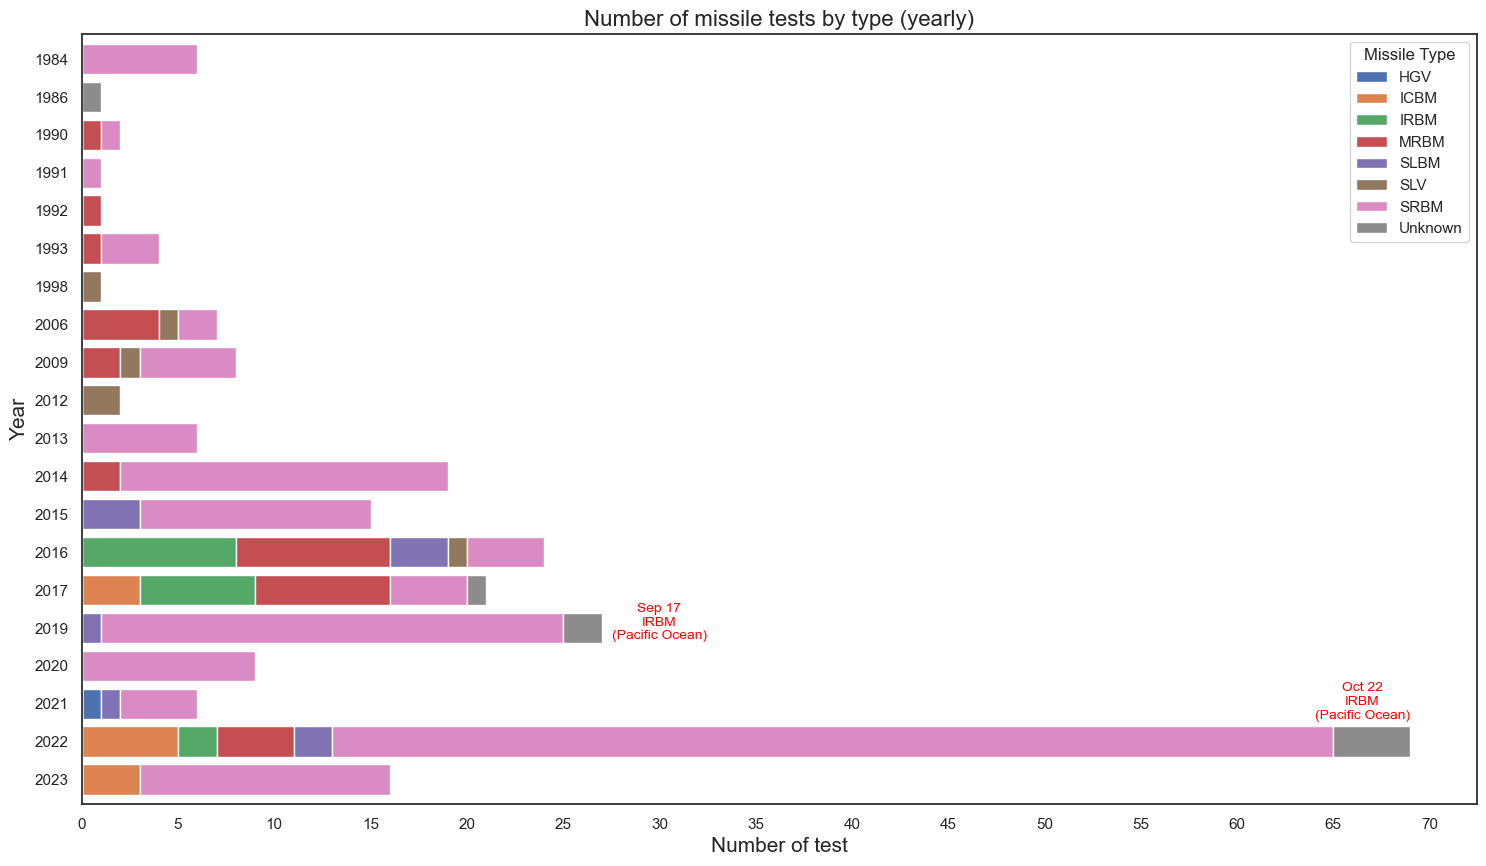 Number of missile tests by type (yearly)
Missile Type
HGV
ICBM
IRBM
MRBM
SLBM
SLV
SRBM
Unknown
Year
1984
1986
1990
1991
1992
1993
1998
2006
2009
2012
2013
2014
2015
2016
2017
2019
2020
2021
2022
2023
Sep 17
IRBM
(Pacific Ocean)
Oct 22
IRBM
(Pacific Ocean)
0 5 10 15 20 25 30 35 40 45 50 55 60 65 70
Number of test